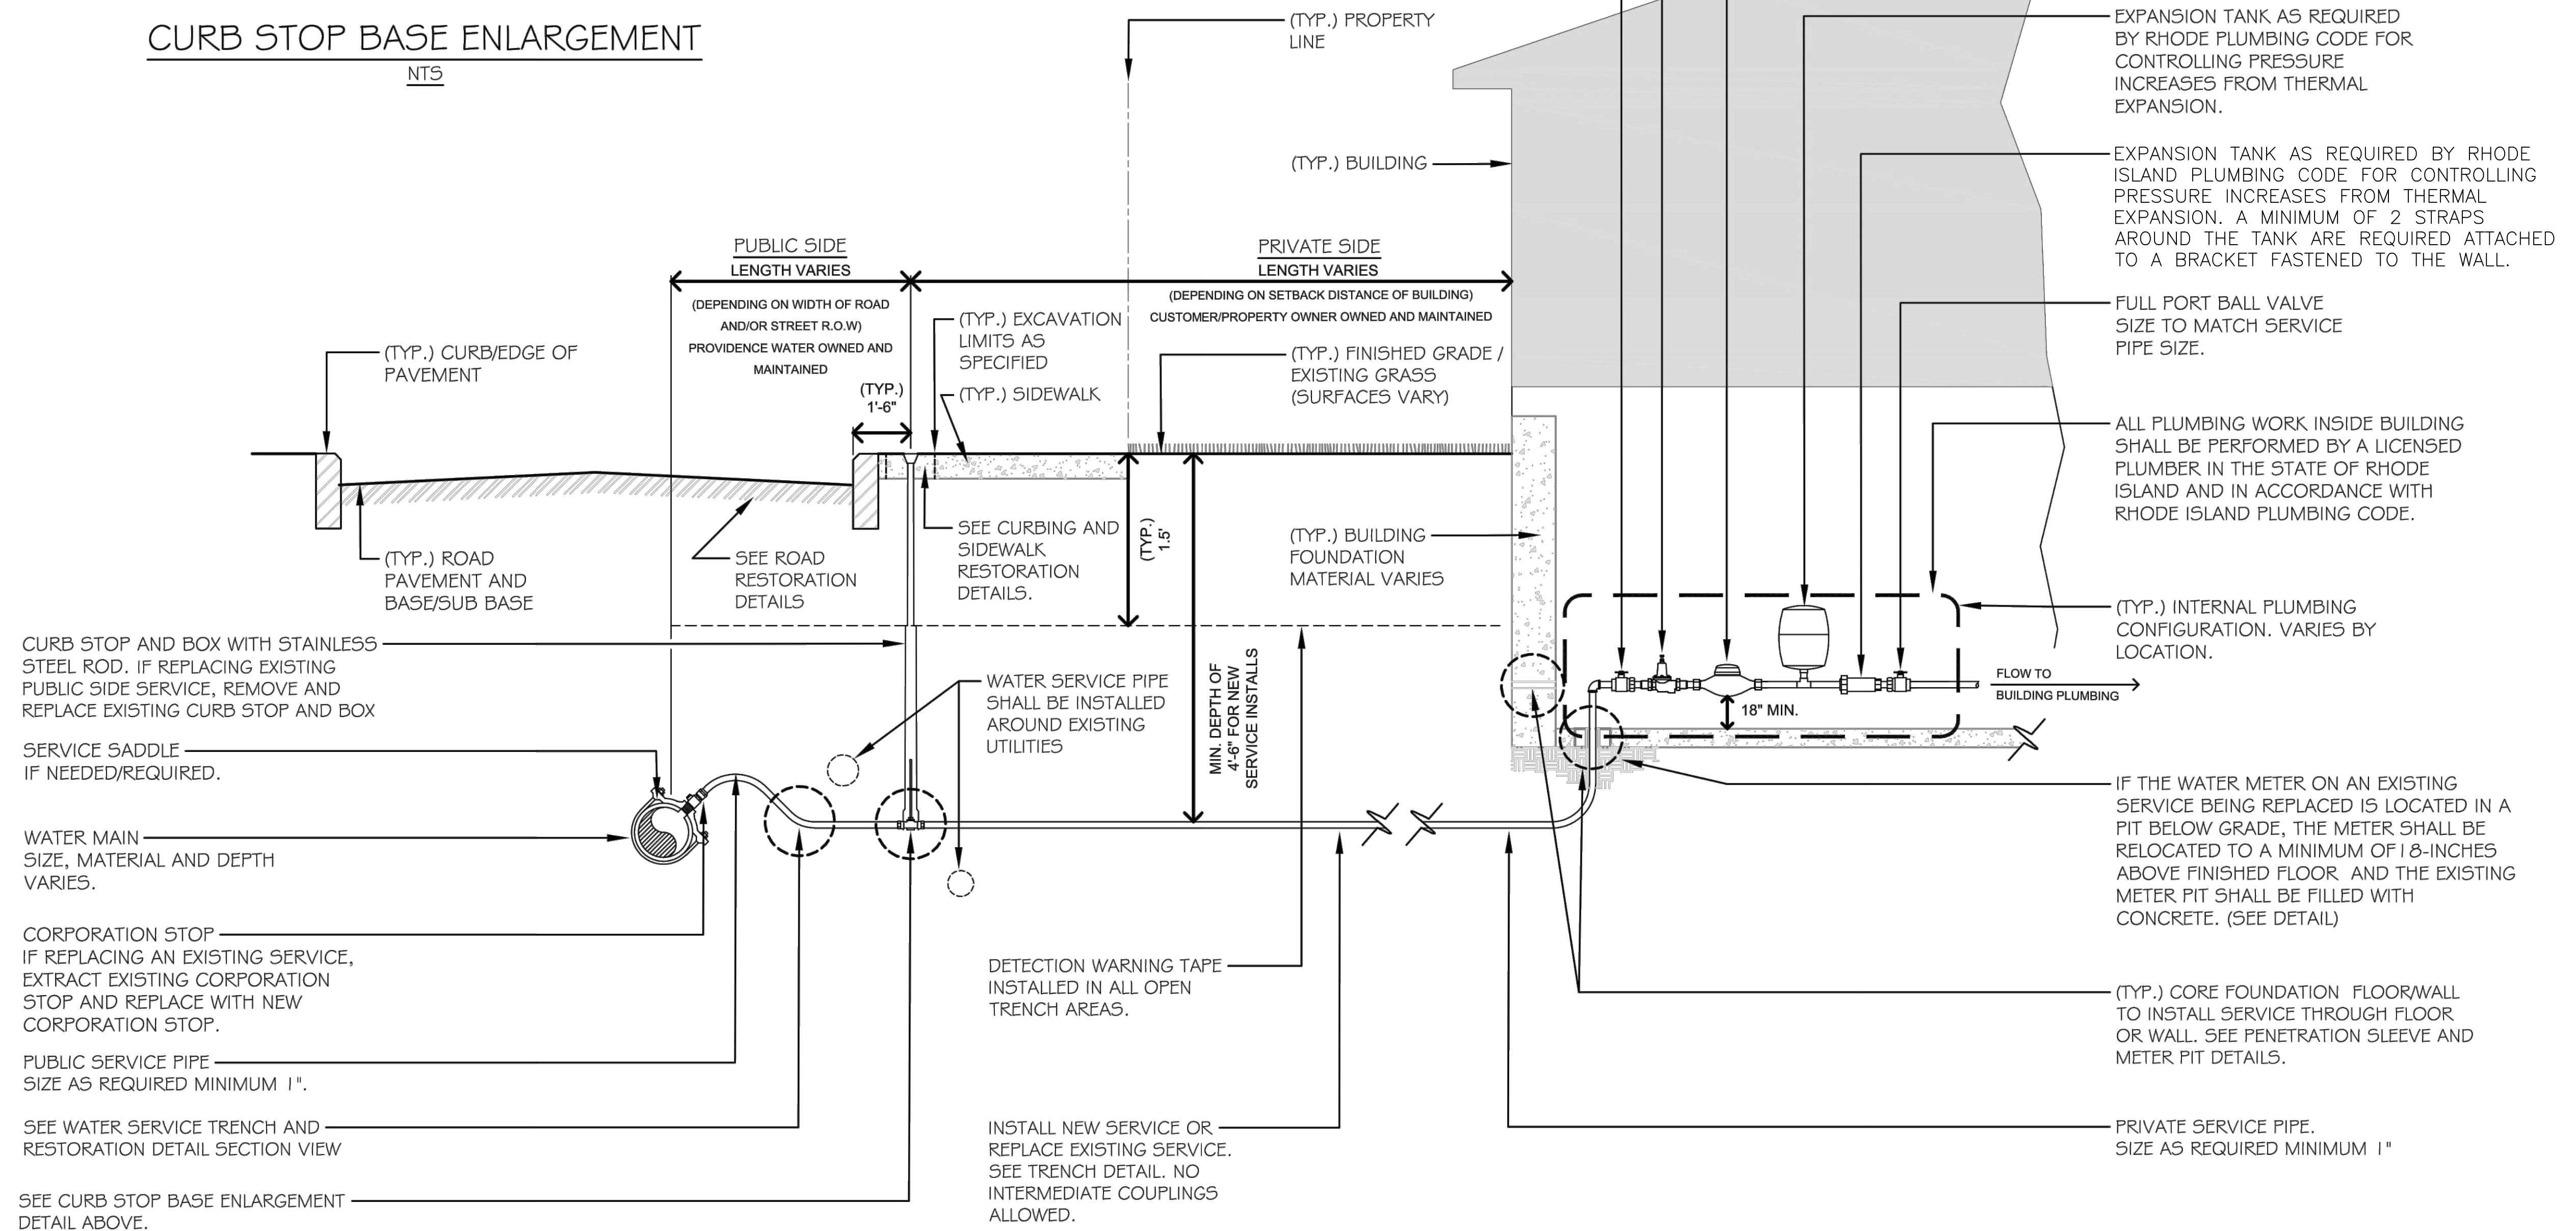 CURB STOP BASE ENLARGEMENT
NTS
(TYP.) PROPERTY
LINE
(TYP.) BUILDING
PUBLIC SIDE
LENGTH VARIES
(DEPENDING ON WIDTH OF ROAD
AND/OR STREET R.O.W)
PROVIDENCE WATER OWNED AND
MAINTAINED
PRIVATE SIDE
LENGTH VARIES
(DEPENDING ON SETBACK DISTANCE OF BUILDING)
CUSTOMER/PROPERTY OWNER OWNED AND MAINTAINED
(TYP.) CURB/EDGE OF
PAVEMENT
(TYP.)
1'-6"
(TYP.) EXCAVATION
LIMITS AS
SPECIFIED
(TYP.) SIDEWALK
(TYP.) FINISHED GRADE /
EXISTING GRASS
(SURFACES VARY)
(TYP.) ROAD
PAVEMENT AND
BASE/SUB BASE
SEE ROAD
RESTORATION
DETAILS
SEE CURBING AND
SIDEWALK
RESTORATION
DETAILS.
(TYP.)
1.5'
(TYP.) BUILDING
FOUNDATION
MATERIAL VARIES
CURB STOP AND BOX WITH STAINLESS
STEEL ROD. IF REPLACING EXISTING
PUBLIC SIDE SERVICE, REMOVE AND
REPLACE EXISTING CURB STOP AND BOX
SERVICE SADDLE
IF NEEDED/REQUIRED.
WATER MAIN
SIZE, MATERIAL AND DEPTH
VARIES.
CORPORATION STOP
IF REPLACING AN EXISTING SERVICE,
EXTRACT EXISTING CORPORATION
STOP AND REPLACE WITH NEW
CORPORATION STOP.
PUBLIC SERVICE PIPE
SIZE AS REQUIRED MINIMUM 1".
SEE WATER SERVICE TRENCH AND
RESTORATION DETAIL SECTION VIEW
SEE CURB STOP BASE ENLARGEMENT
DETAIL ABOVE.
WATER SERVICE PIPE
SHALL BE INSTALLED
AROUND EXISTING
UTILITIES
MIN. DEPTH OF
4'-6" FOR NEW
SERVICE INSTALLS
DETECTION WARNING TAPE
INSTALLED IN ALL OPEN
TRENCH AREAS.
INSTALL NEW SERVICE OR
REPLACE EXISTING SERVICE.
SEE TRENCH DETAIL. NO
INTERMEDIATE COUPLINGS
ALLOWED.
18" MIN.
FLOW TO
BUILDING PLUMBING
EXPANSION TANK AS REQUIRED
BY RHODE PLUMBING CODE FOR
CONTROLLING PRESSURE
INCREASES FROM THERMAL
EXPANSION.
EXPANSION TANK AS REQUIRED BY RHODE
ISLAND PLUMBING CODE FOR CONTROLLING
PRESSURE INCREASES FROM THERMAL
EXPANSION. A MINIMUM OF 2 STRAPS
AROUND THE TANK ARE REQUIRED ATTACHED
TO A BRACKET FASTENED TO THE WALL.
FULL PORT BALL VALVE
SIZE TO MATCH SERVICE
PIPE SIZE.
ALL PLUMBING WORK INSIDE BUILDING
SHALL BE PERFORMED BY A LICENSED
PLUMBER IN THE STATE OF RHODE
ISLAND AND IN ACCORDANCE WITH
RHODE ISLAND PLUMBING CODE.
(TYP.) INTERNAL PLUMBING
CONFIGURATION. VARIES BY
LOCATION.
IF THE WATER METER ON AN EXISTING
SERVICE BEING REPLACED IS LOCATED IN A
PIT BELOW GRADE, THE METER SHALL BE
RELOCATED TO A MINIMUM OF18-INCHES
ABOVE FINISHED FLOOR AND THE EXISTING
METER PIT SHALL BE FILLED WITH
CONCRETE. (SEE DETAIL)
(TYP.) CORE FOUNDATION FLOOR/WALL
TO INSTALL SERVICE THROUGH FLOOR
OR WALL. SEE PENETRATION SLEEVE AND
METER PIT DETAILS.
PRIVATE SERVICE PIPE.
SIZE AS REQUIRED MINIMUM 1"